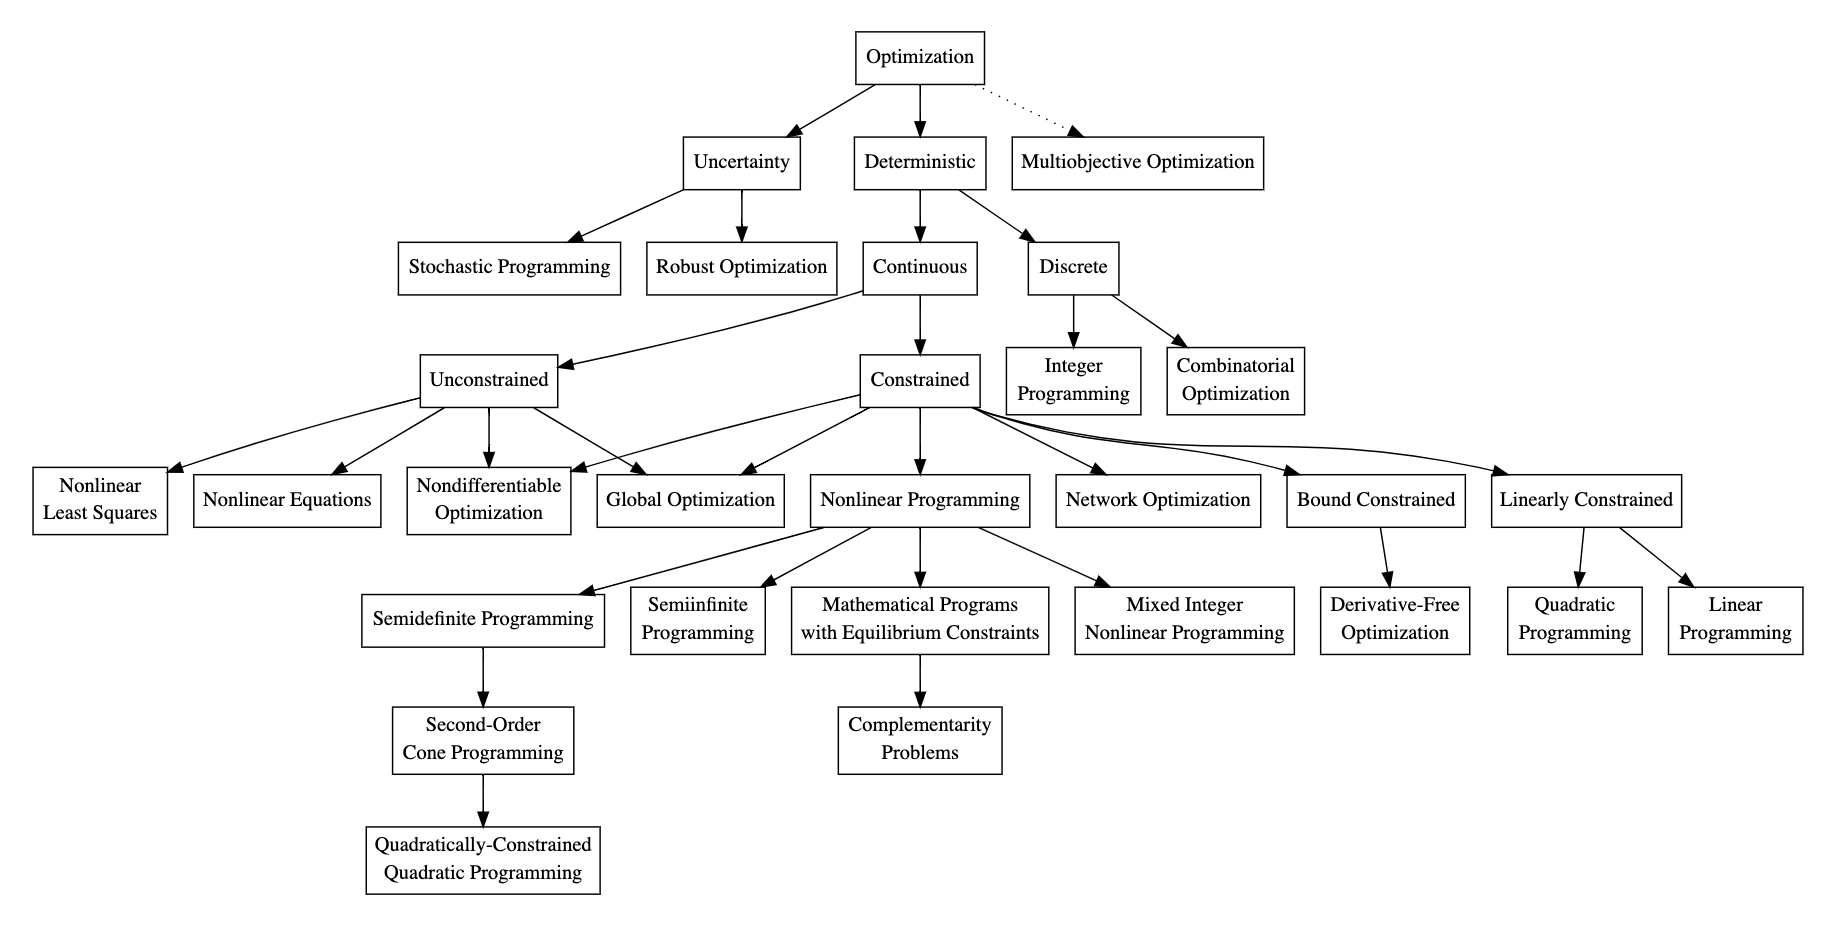 Optimization
Uncertainty
Deterministic
Multiobjective Optimization
Stochastic Programming
Robust Optimization
Continuous
Discrete
Unconstrained
Constrained
Integer
Programming
Combinatorial
Optimization
Nonlinear
Least Squares
Nonlinear Equations
Nondifferentiable
Optimization
Global Optimization
Nonlinear Programming
Network Optimization
Bound Constrained
Linearly Constrained
Semidefinite Programming
Semiinfinite
Programming
Mathematical Programs
with Equilibrium Constraints
Mixed Integer
Nonlinear Programming
Derivative-Free
Optimization
Quadratic
Programming
Linear
Programming
Second-Order
Cone Programming
Complementarity
Problems
Quadratically-Constrained
Quadratic Programming